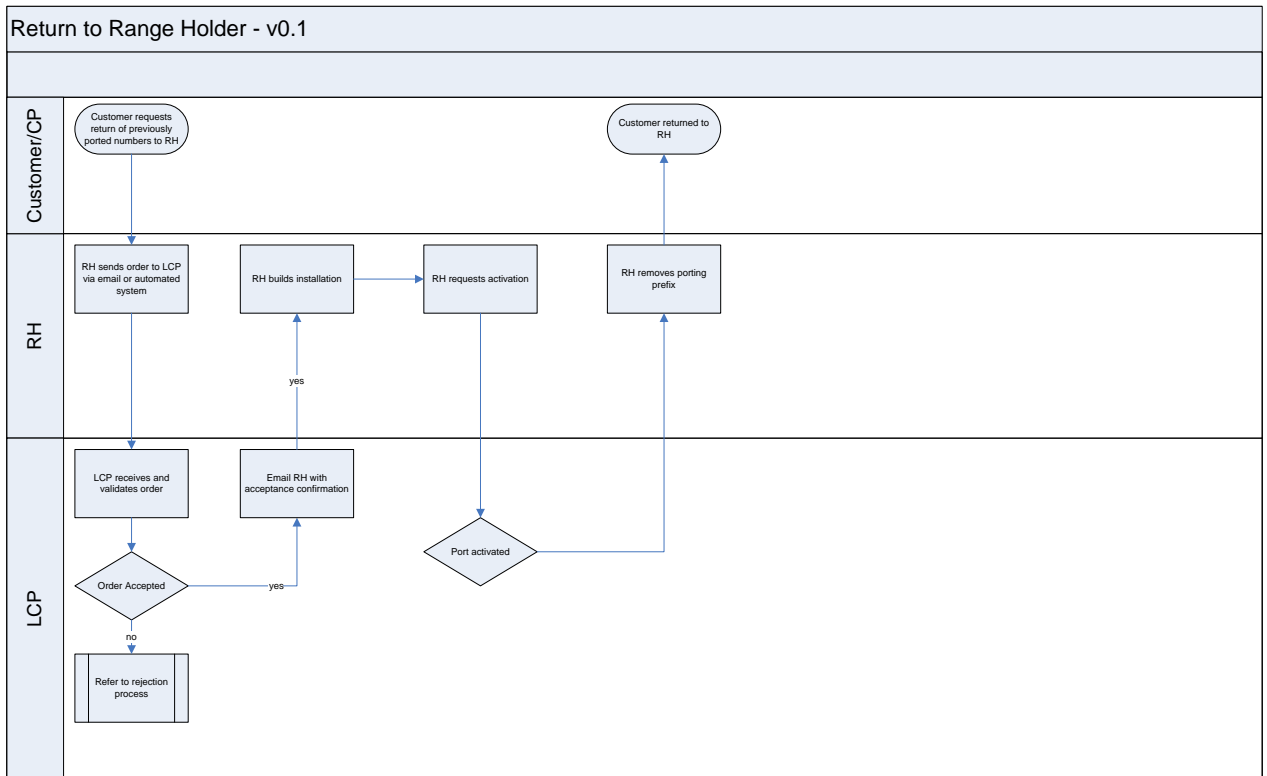 Return to Range Holder - v0.1
Customer/CP
Customer requests
return of previously
ported numbers to RH
Customer returned to
RH
RH
RH sends order to LCP
via email or automated
system
RH builds installation
RH requests activation
RH removes porting
prefix
yes
LCP
LCP receives and
validates order
Email RH with
acceptance confirmation
Port activated
Order Accepted
yes
no
Refer to rejection
process